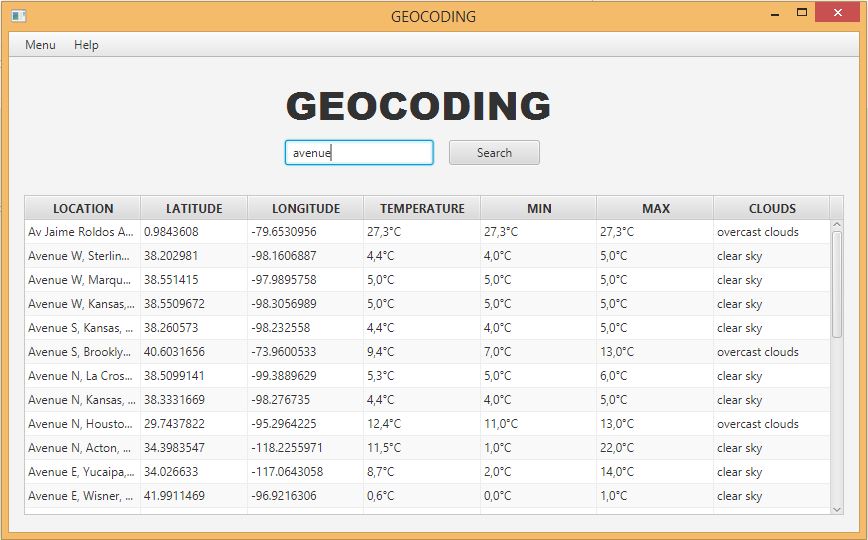 GEOCODING
Menu Help
GEOCODING
avenue Search
LOCATION LATITUDE LONGITUDE TEMPERATURE MIN MAX CLOUDS
Av Jaime Roldos A... 0.9843608 -79.6530956 27,3°C 27,3°C 27,3°C overcast clouds
Avenue W, Sterlin... 38.202981 -98.1606887 4,4°C 4,0°C 5,0°C clear sky
Avenue W, Marqu... 38.551415 -97.9895758 5,0°C 5,0°C 5,0°C clear sky
Avenue W, Kansas,... 38.5509672 -98.3056989 5,0°C 5,0°C 5,0°C clear sky
Avenue S, Kansas, ... 38.260573 -98.232558 4,4°C 4,0°C 5,0°C clear sky
Avenue S, Brookly... 40.6031656 -73.9600533 9,4°C 7,0°C 13,0°C overcast clouds
Avenue N, La Cros... 38.5099141 -99.3889629 5,3°C 5,0°C 6,0°C clear sky
Avenue N, Kansas, ... 38.3331669 -98.276735 4,4°C 4,0°C 5,0°C clear sky
Avenue N, Housto... 29.7437822 -95.2964225 12,4°C 11,0°C 13,0°C overcast clouds
Avenue N, Acton, ... 34.3983547 -118.2255971 11,5°C 1,0°C 22,0°C clear sky
Avenue E, Yucaipa,... 34.026633 -117.0643058 8,7°C 2,0°C 14,0°C clear sky
Avenue E, Wisner, ... 41.9911469 -96.9216306 0,6°C 0,0°C 1,0°C clear sky